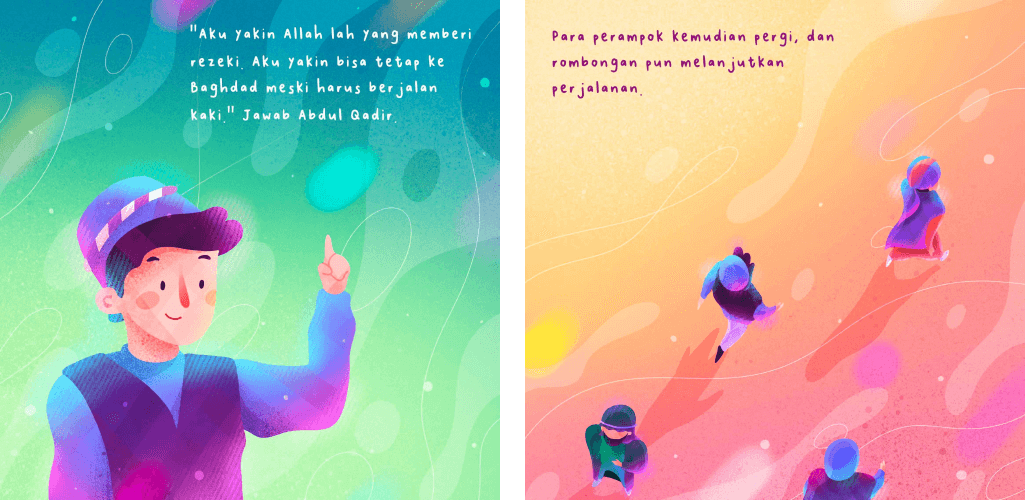 "Aku yakin Allah lah yang memberi
rezeki. Aku yakin bisa tetap ke
Baghdad meski harus berjalan
kaki." Jawab Abdul Qadir.
Para perampok kemudian pergi, dan
rombongan pun melanjutkan
perjalanan.